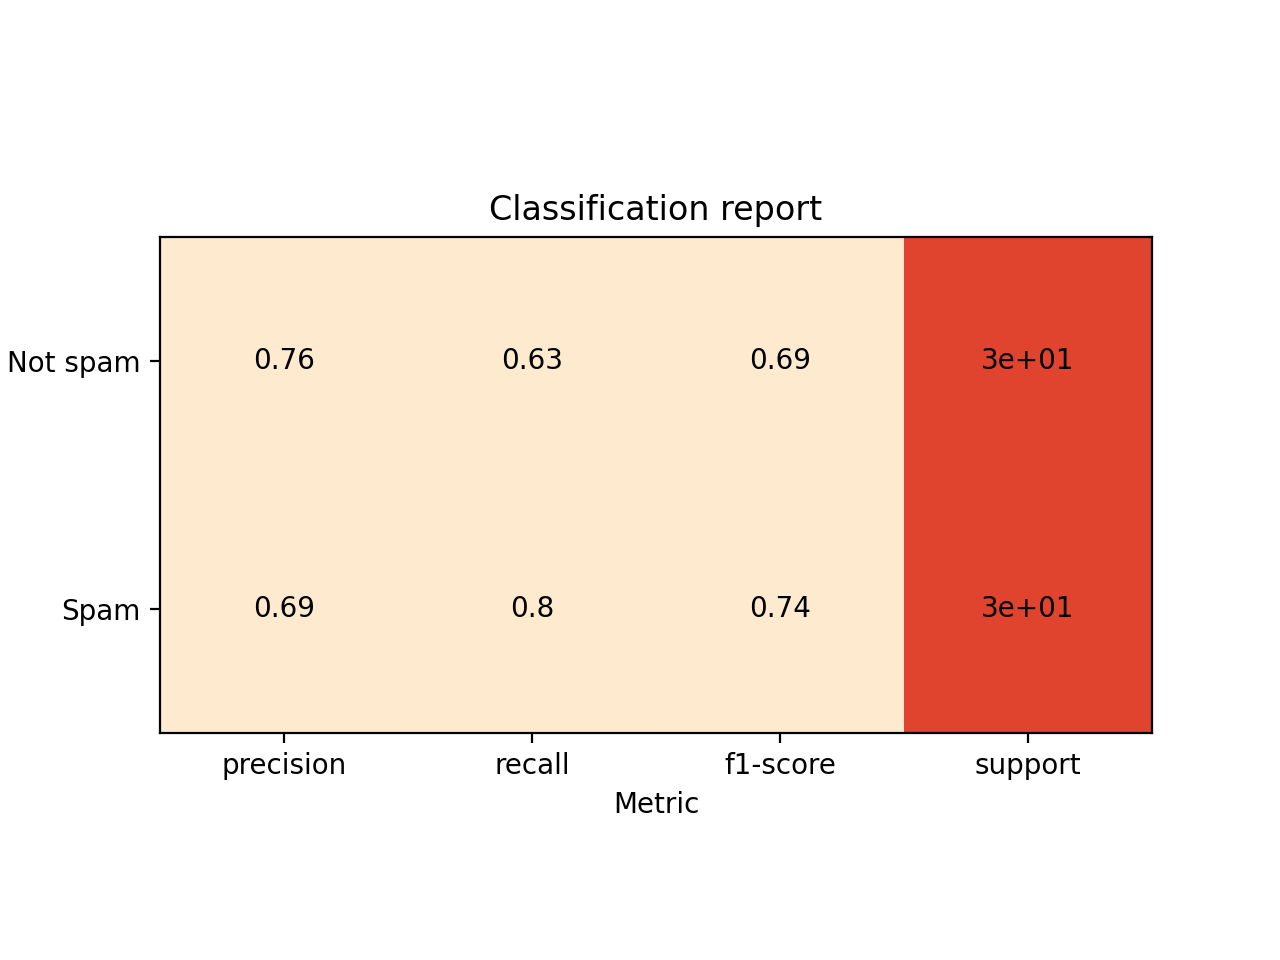 Classification report
Not spam 0.76 0.63 0.69 3e+01
Spam 0.69 0.8 0.74 3e+01
precision recall f1-score support
Metric